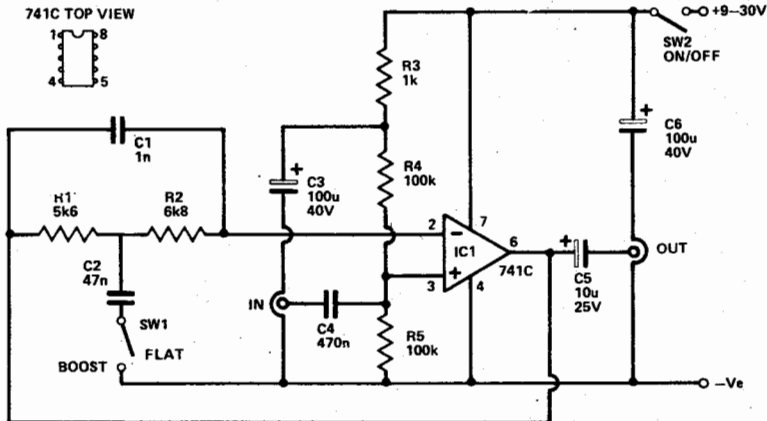 741C TOP VIEW
1 8
4 5
+9–30V
SW2
ON/OFF
R3
1k
C1
1n
C6
100u
40V
+
C3
100u
40V
+
R4
100k
R1
5k6
R2
6k8
2
7
–
IC1
6
741C
+
3
4
+
C5
10u
25V
OUT
C2
47n
IN
C4
470n
SW1
FLAT
BOOST
R5
100k
–Ve